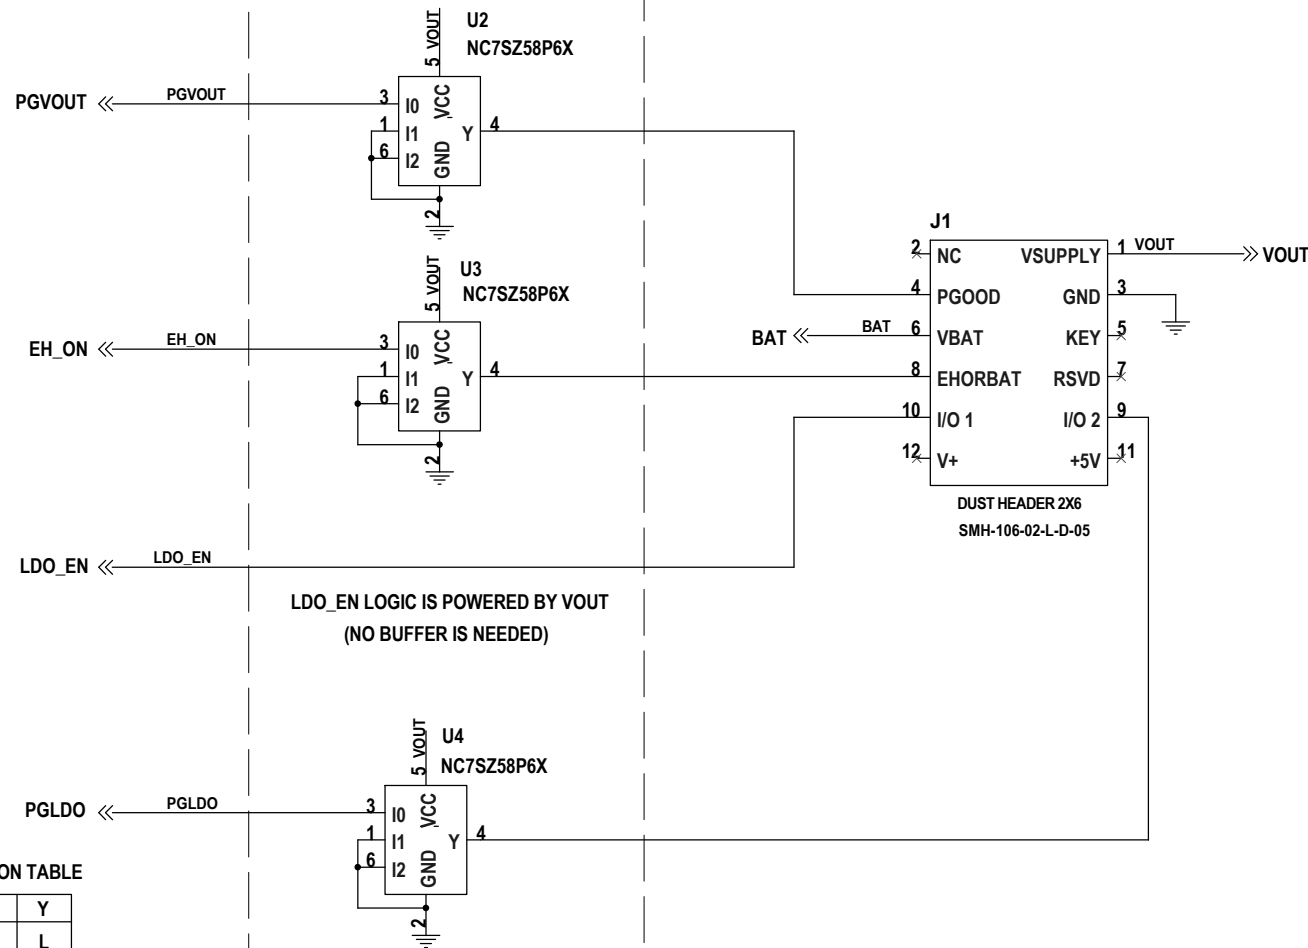 U2
NC7SZ58P6X
5 VOUT
PGVOUT
PGVOUT
3 I0
1 I1
6 I2
VCC
GND
Y 4
2
U3
NC7SZ58P6X
5 VOUT
EH_ON
EH_ON
3 I0
1 I1
6 I2
VCC
GND
Y 4
2
J1
2 NC
4 PGOOD
6 VBAT
8 EHORBAT
10 I/O 1
12 V+
VSUPPLY 1
GND 3
KEY 5
RSVD 7
I/O 2 9
+5V 11
VOUT
VOUT
BAT
BAT
DUST HEADER 2X6
SMH-106-02-L-D-05
LDO_EN
LDO_EN
LDO_EN LOGIC IS POWERED BY VOUT
(NO BUFFER IS NEEDED)
U4
NC7SZ58P6X
5 VOUT
PGLDO
PGLDO
3 I0
1 I1
6 I2
VCC
GND
Y 4
2
ON TABLE
Y
L